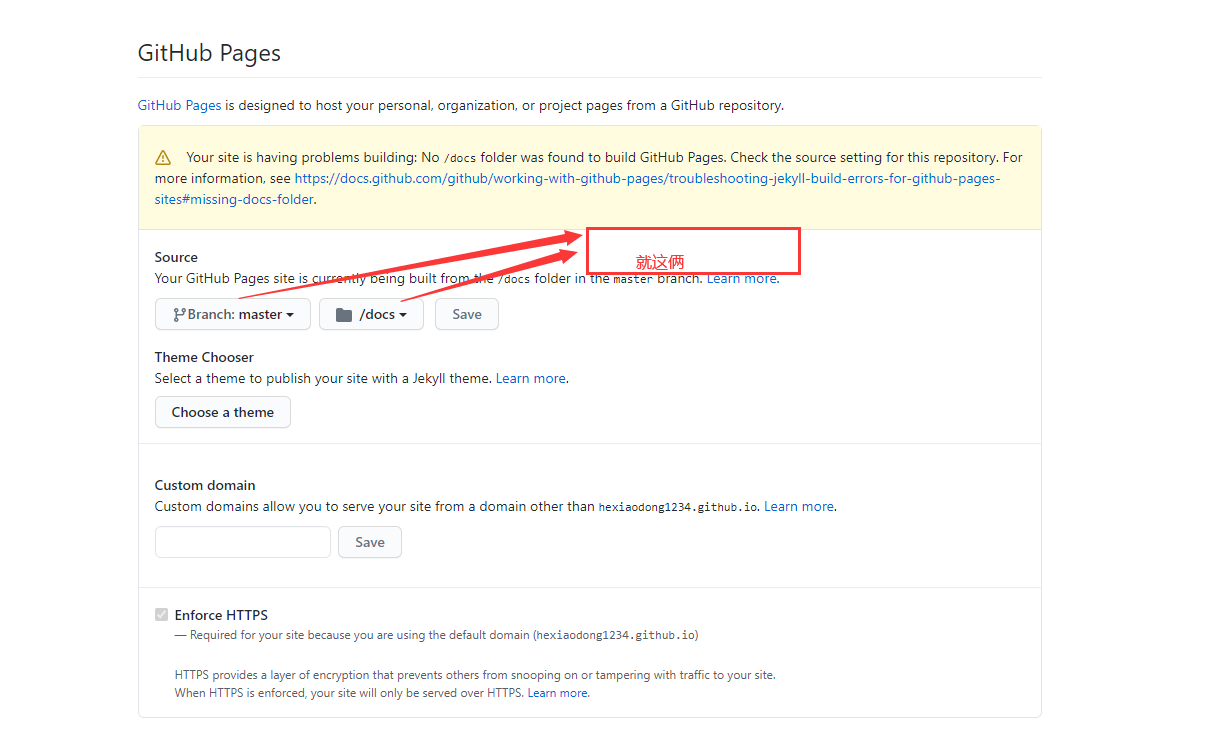 GitHub Pages
GitHub Pages is designed to host your personal, organization, or project pages from a GitHub repository.
Your site is having problems building: No /docs folder was found to build GitHub Pages. Check the source setting for this repository. For
more information, see https://docs.github.com/github/working-with-github-pages/troubleshooting-jekyll-build-errors-for-github-pages-
sites#missing-docs-folder.
就这俩
Source
Your GitHub Pages site is currently being built from the /docs folder in the master branch. Learn more.
Branch: master /docs Save
Theme Chooser
Select a theme to publish your site with a Jekyll theme. Learn more.
Choose a theme
Custom domain
Custom domains allow you to serve your site from a domain other than hexiaodong1234.github.io. Learn more.
Save
Enforce HTTPS
— Required for your site because you are using the default domain (hexiaodong1234.github.io)
HTTPS provides a layer of encryption that prevents others from snooping on or tampering with traffic to your site.
When HTTPS is enforced, your site will only be served over HTTPS. Learn more.